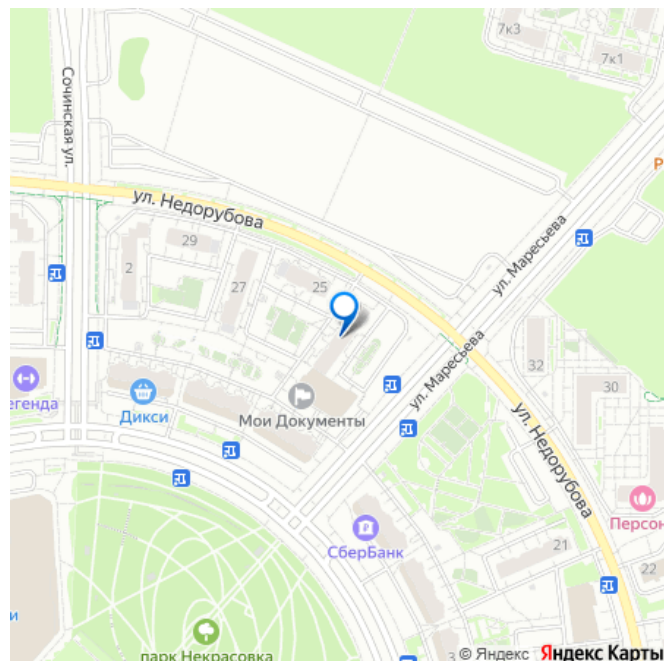 7к3
7к1
Сочинская ул.
Р
ул. Недорубова
ул. Маресьева
29
2
27
25
ул. Маресьева
32
30
егенда
Дикси
Мои Документы
ул. Недорубова
Персон
СберБанк
21
22
и
парк Некрасовка
3
© Яндекс Яндекс Карты